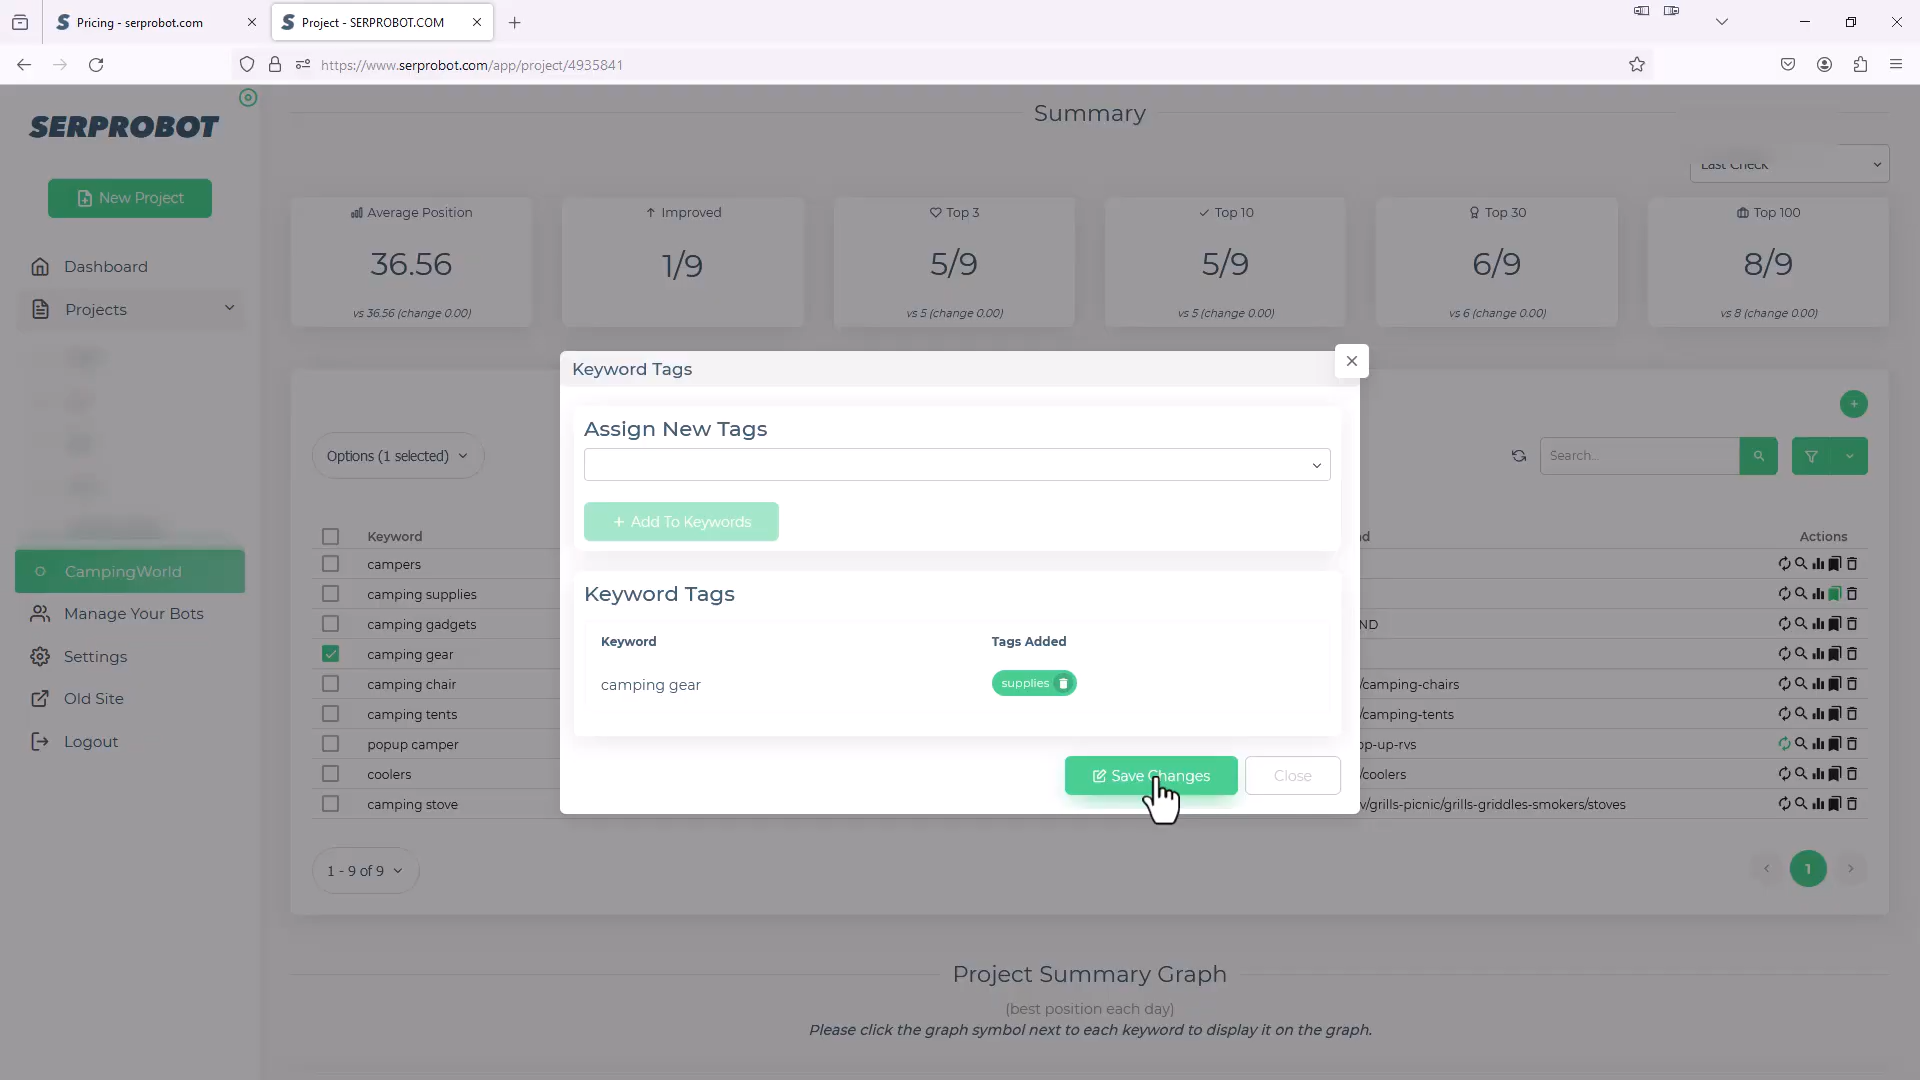 Pricing - serprobot.com
Project - SERPROBOT.COM
https://www.serprobot.com/app/project/4935841
SERPROBOT
New Project
Dashboard
Projects
CampingWorld
Manage Your Bots
Settings
Old Site
Logout
Summary
Last Check
Average Position
36.56
vs 36.56 (change 0.00)
Improved
1/9
Top 3
5/9
vs 5 (change 0.00)
Top 10
5/9
vs 5 (change 0.00)
Top 30
6/9
vs 6 (change 0.00)
Top 100
8/9
vs 8 (change 0.00)
Options (1 selected)
Search...
Keyword
Actions
campers
camping supplies
camping gadgets
ND
camping gear
camping chair
/camping-chairs
camping tents
/camping-tents
popup camper
op-up-rvs
coolers
/coolers
camping stove
v/grills-picnic/grills-griddles-smokers/stoves
1 - 9 of 9
1
Keyword Tags
Assign New Tags
+ Add To Keywords
Keyword Tags
Keyword
Tags Added
camping gear
supplies
Save Changes
Close
Project Summary Graph
(best position each day)
Please click the graph symbol next to each keyword to display it on the graph.